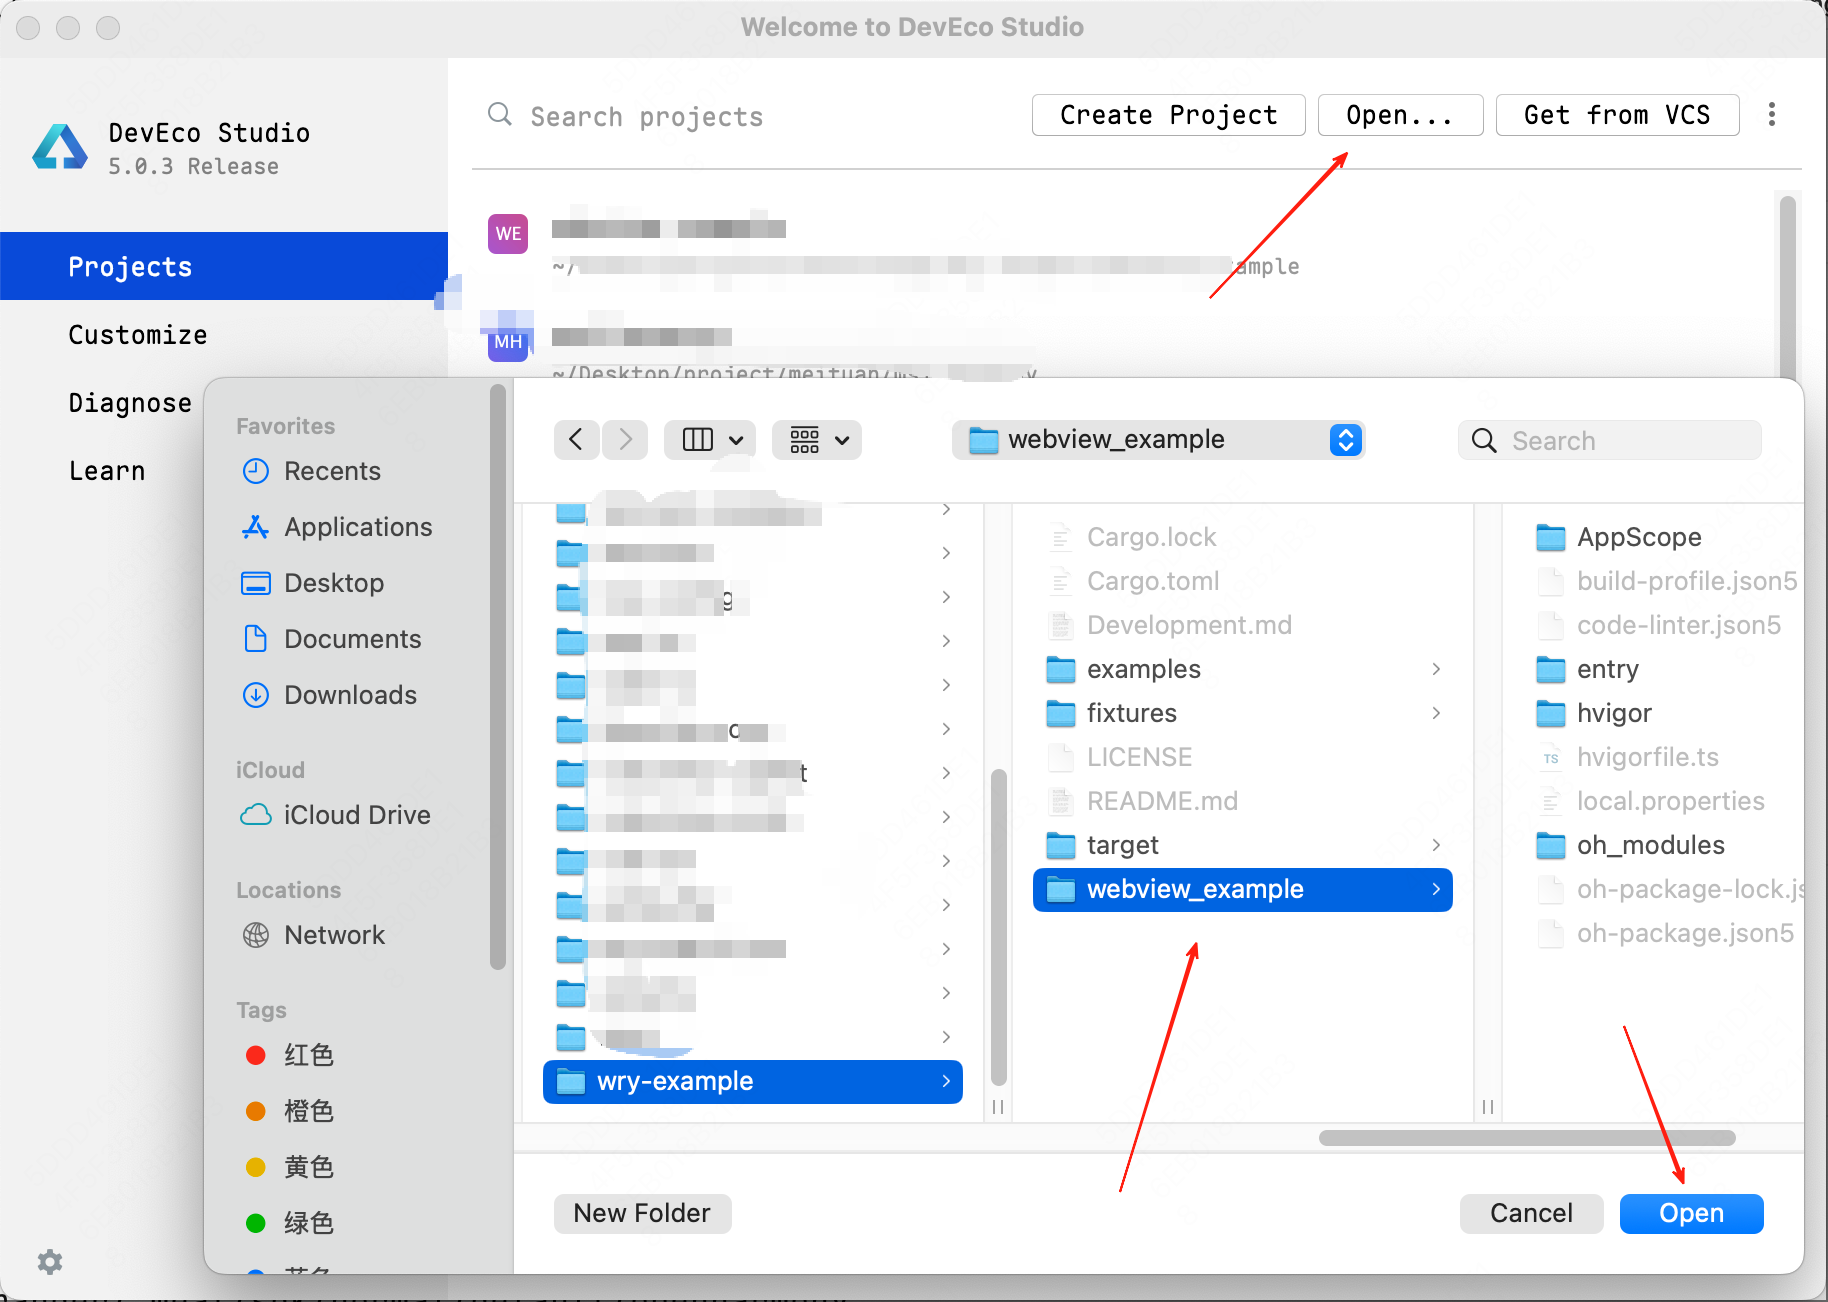 Welcome to DevEco Studio
DevEco Studio
5.0.3 Release
Search projects
Create Project
Open...
Get from VCS
Projects
Customize
Diagnose
Learn
WE
~/
ample
MH
~/Desktop/project/meituan/
Favorites
Recents
Applications
Desktop
Documents
Downloads
iCloud
iCloud Drive
Locations
Network
Tags
红色
橙色
黄色
绿色
webview_example
Search
wry-example
Cargo.lock
Cargo.toml
Development.md
examples
fixtures
LICENSE
README.md
target
webview_example
AppScope
build-profile.json5
code-linter.json5
entry
hvigor
TS hvigorfile.ts
local.properties
oh_modules
oh-package-lock.js
oh-package.json5
New Folder
Cancel
Open